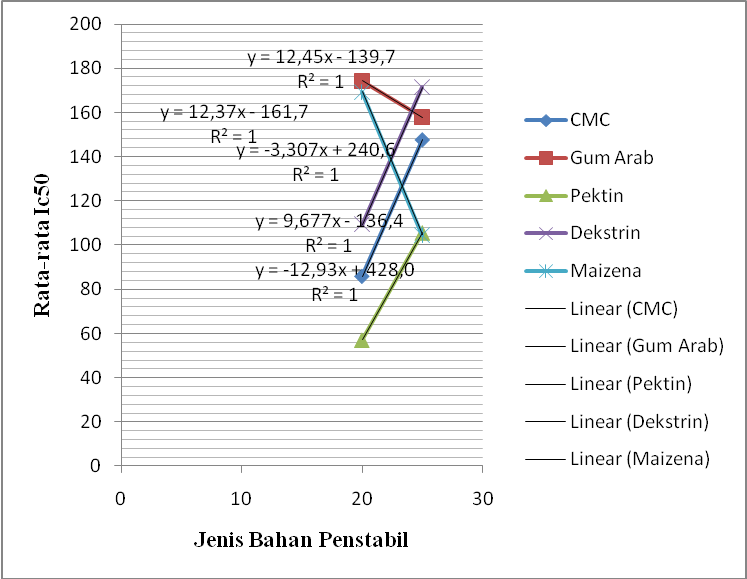 200
180
160
140
120
100
80
60
40
20
0
Rata-rata Ic50
y = 12,45x - 139,7
R² = 1
y = 12,37x - 161,7
R² = 1
y = -3,307x + 240,6
R² = 1
y = 9,677x - 136,4
R² = 1
y = -12,93x + 428,0
R² = 1
0 10 20 30
Jenis Bahan Penstabil
CMC
Gum Arab
Pektin
Dekstrin
Maizena
Linear (CMC)
Linear (Gum Arab)
Linear (Pektin)
Linear (Dekstrin)
Linear (Maizena)